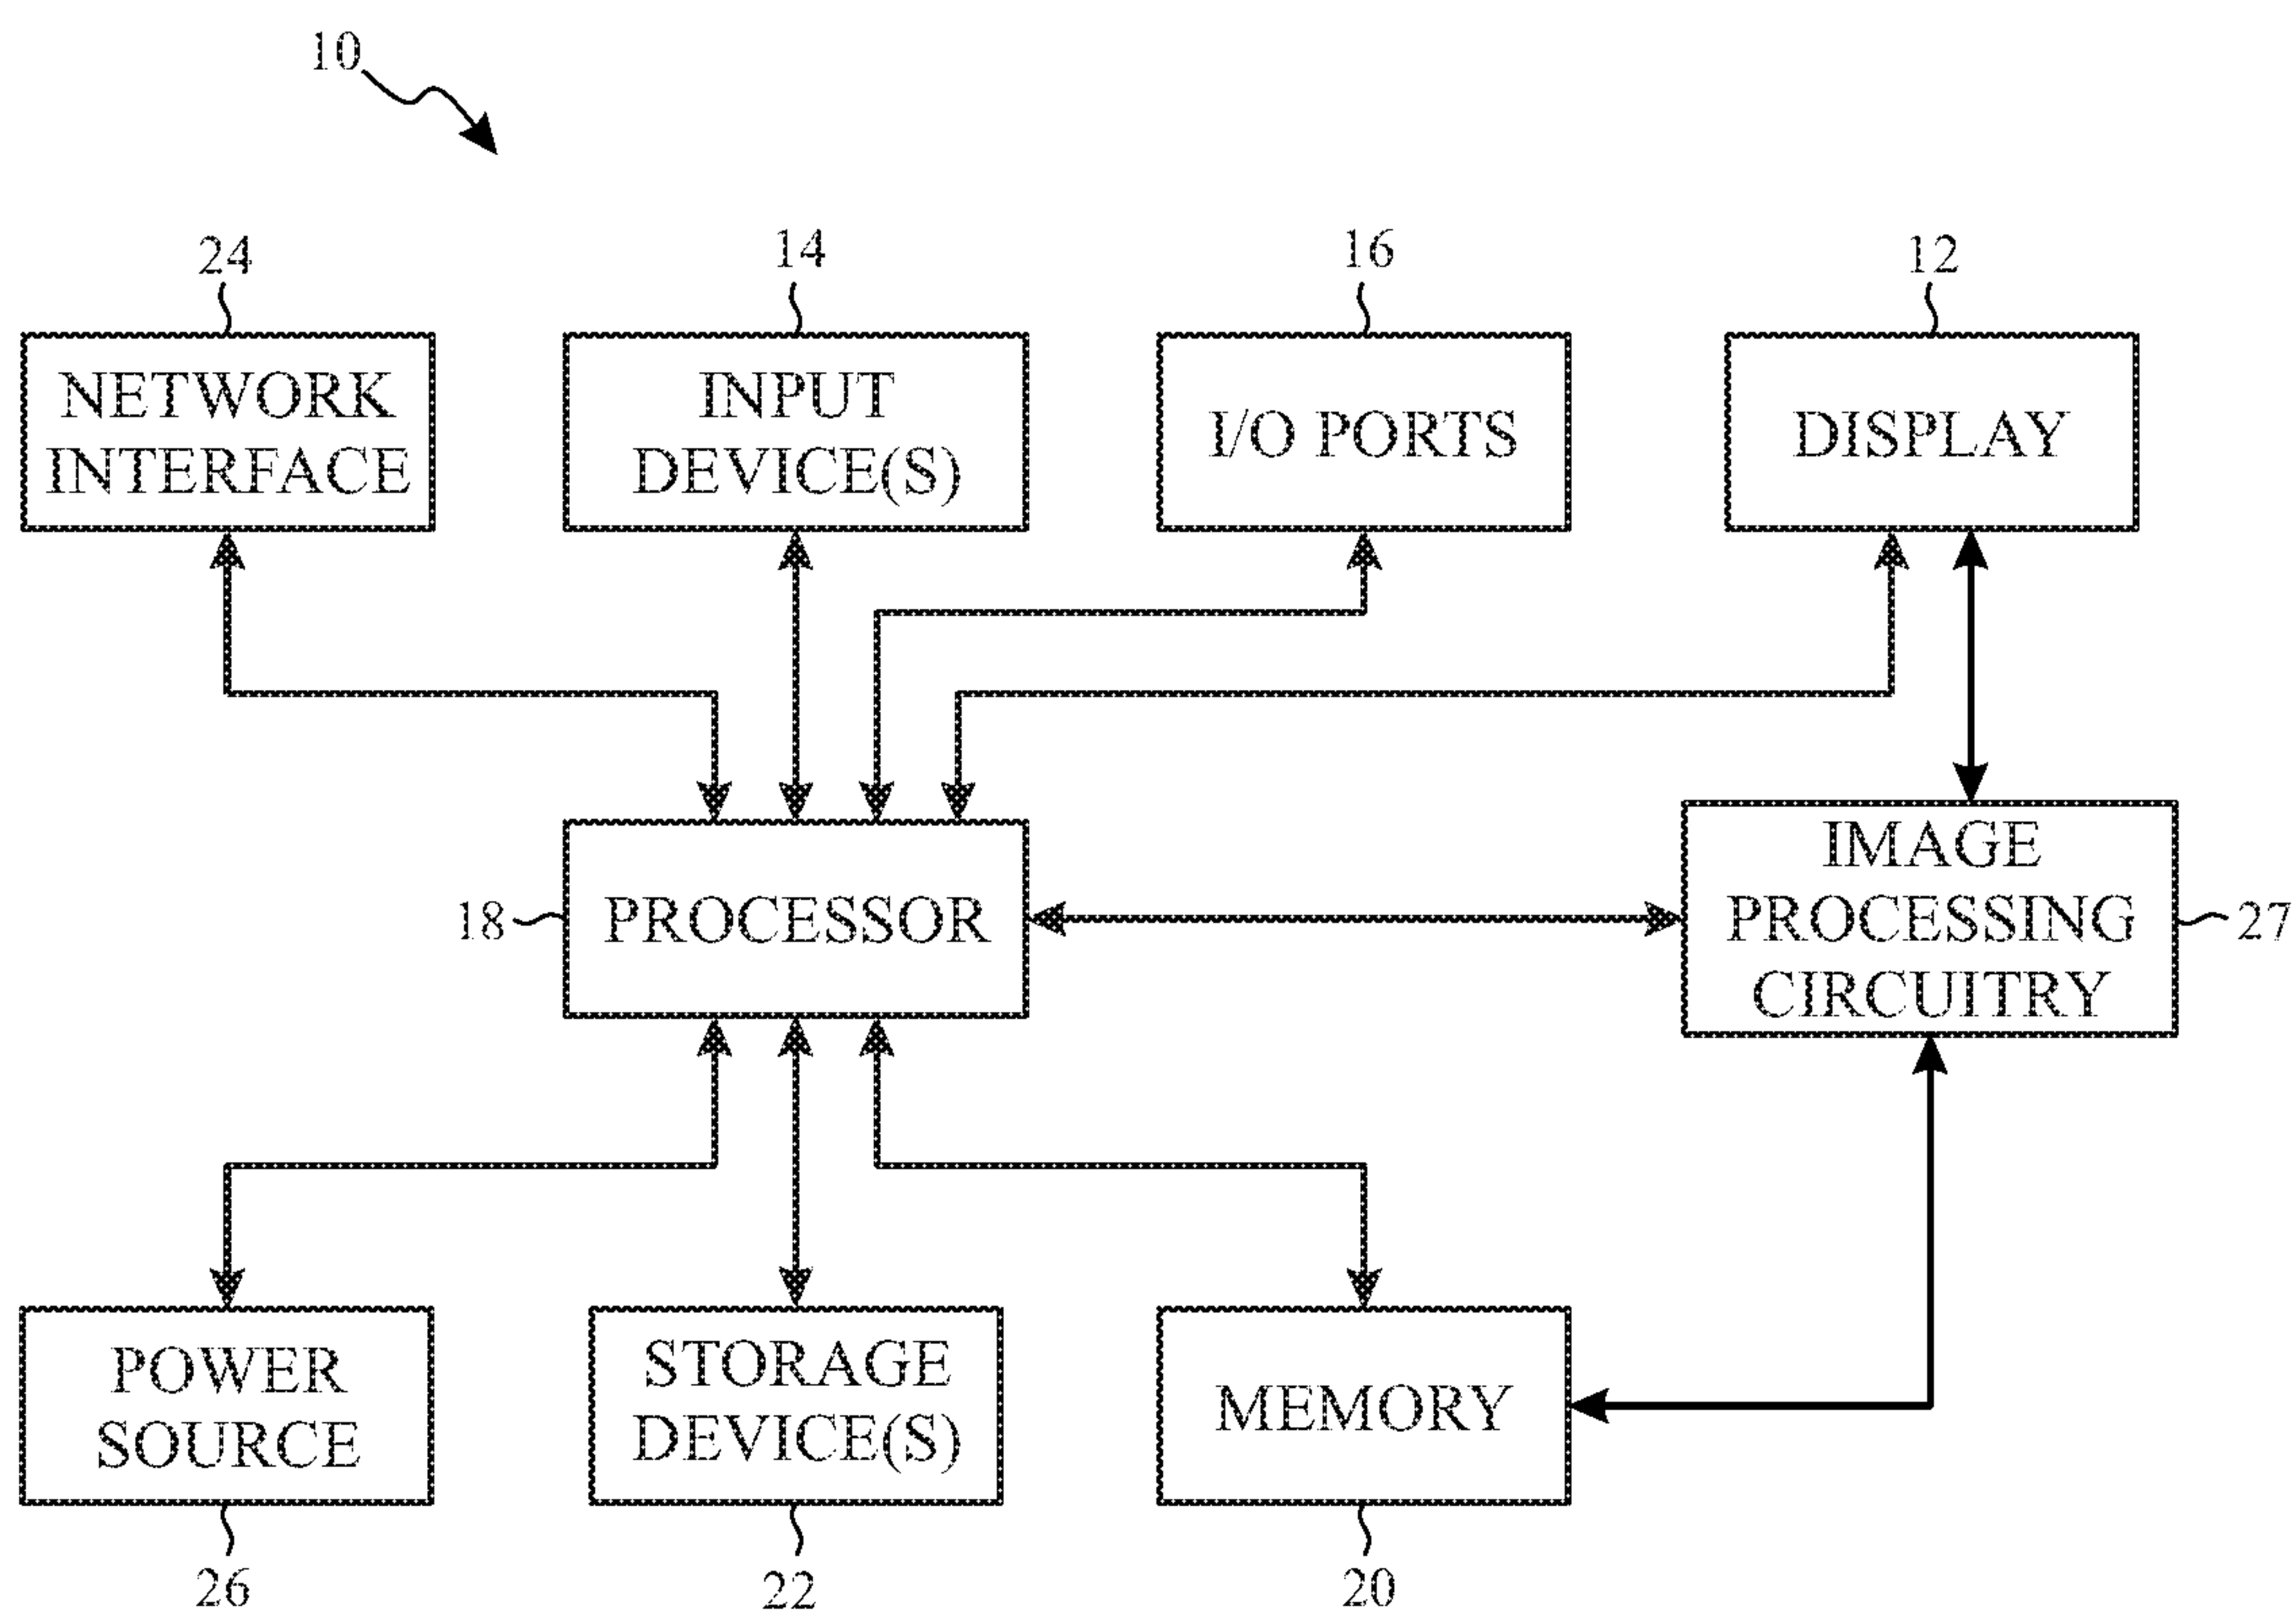 10
24
14
16
12
NETWORK
INTERFACE
INPUT
DEVICE(S)
I/O PORTS
DISPLAY
18
PROCESSOR
IMAGE
PROCESSING
CIRCUITRY
27
POWER
SOURCE
STORAGE
DEVICE(S)
MEMORY
26
22
20